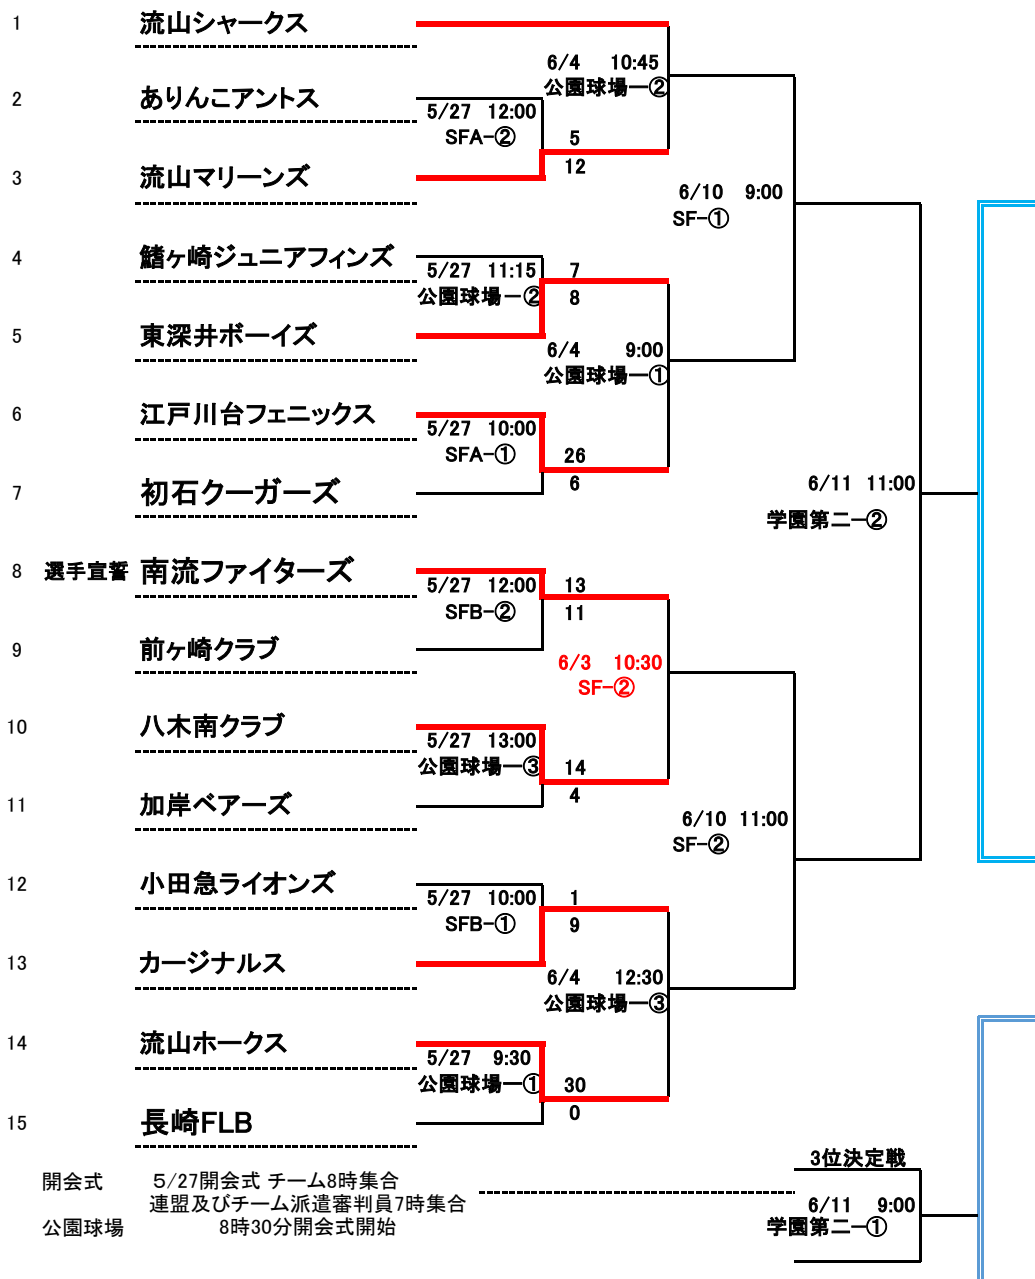 1 流山シャークス
6/4 10:45
公園球場ー②
2 ありんこアントス
5/27 12:00
SFA-②
5
12
3 流山マリーンズ
6/10 9:00
SF-①
4 鰭ヶ崎ジュニアフィンズ
5/27 11:15
公園球場ー②
7
8
5 東深井ボーイズ
6/4 9:00
公園球場ー①
6 江戸川台フェニックス
5/27 10:00
SFA-①
26
6
7 初石クーガーズ
6/11 11:00
学園第二ー②
8 選手宣誓 南流ファイターズ
5/27 12:00
SFB-②
13
11
9 前ヶ崎クラブ
6/3 10:30
SF-②
10 八木南クラブ
5/27 13:00
公園球場ー③
14
4
11 加岸ベアーズ
6/10 11:00
SF-②
12 小田急ライオンズ
5/27 10:00
SFB-①
1
9
13 カージナルス
6/4 12:30
公園球場ー③
14 流山ホークス
5/27 9:30
公園球場ー①
30
0
15 長崎FLB
3位決定戦
6/11 9:00
学園第二ー①
開会式 5/27開会式 チーム8時集合
連盟及びチーム派遣審判員7時集合
公園球場 8時30分開会式開始